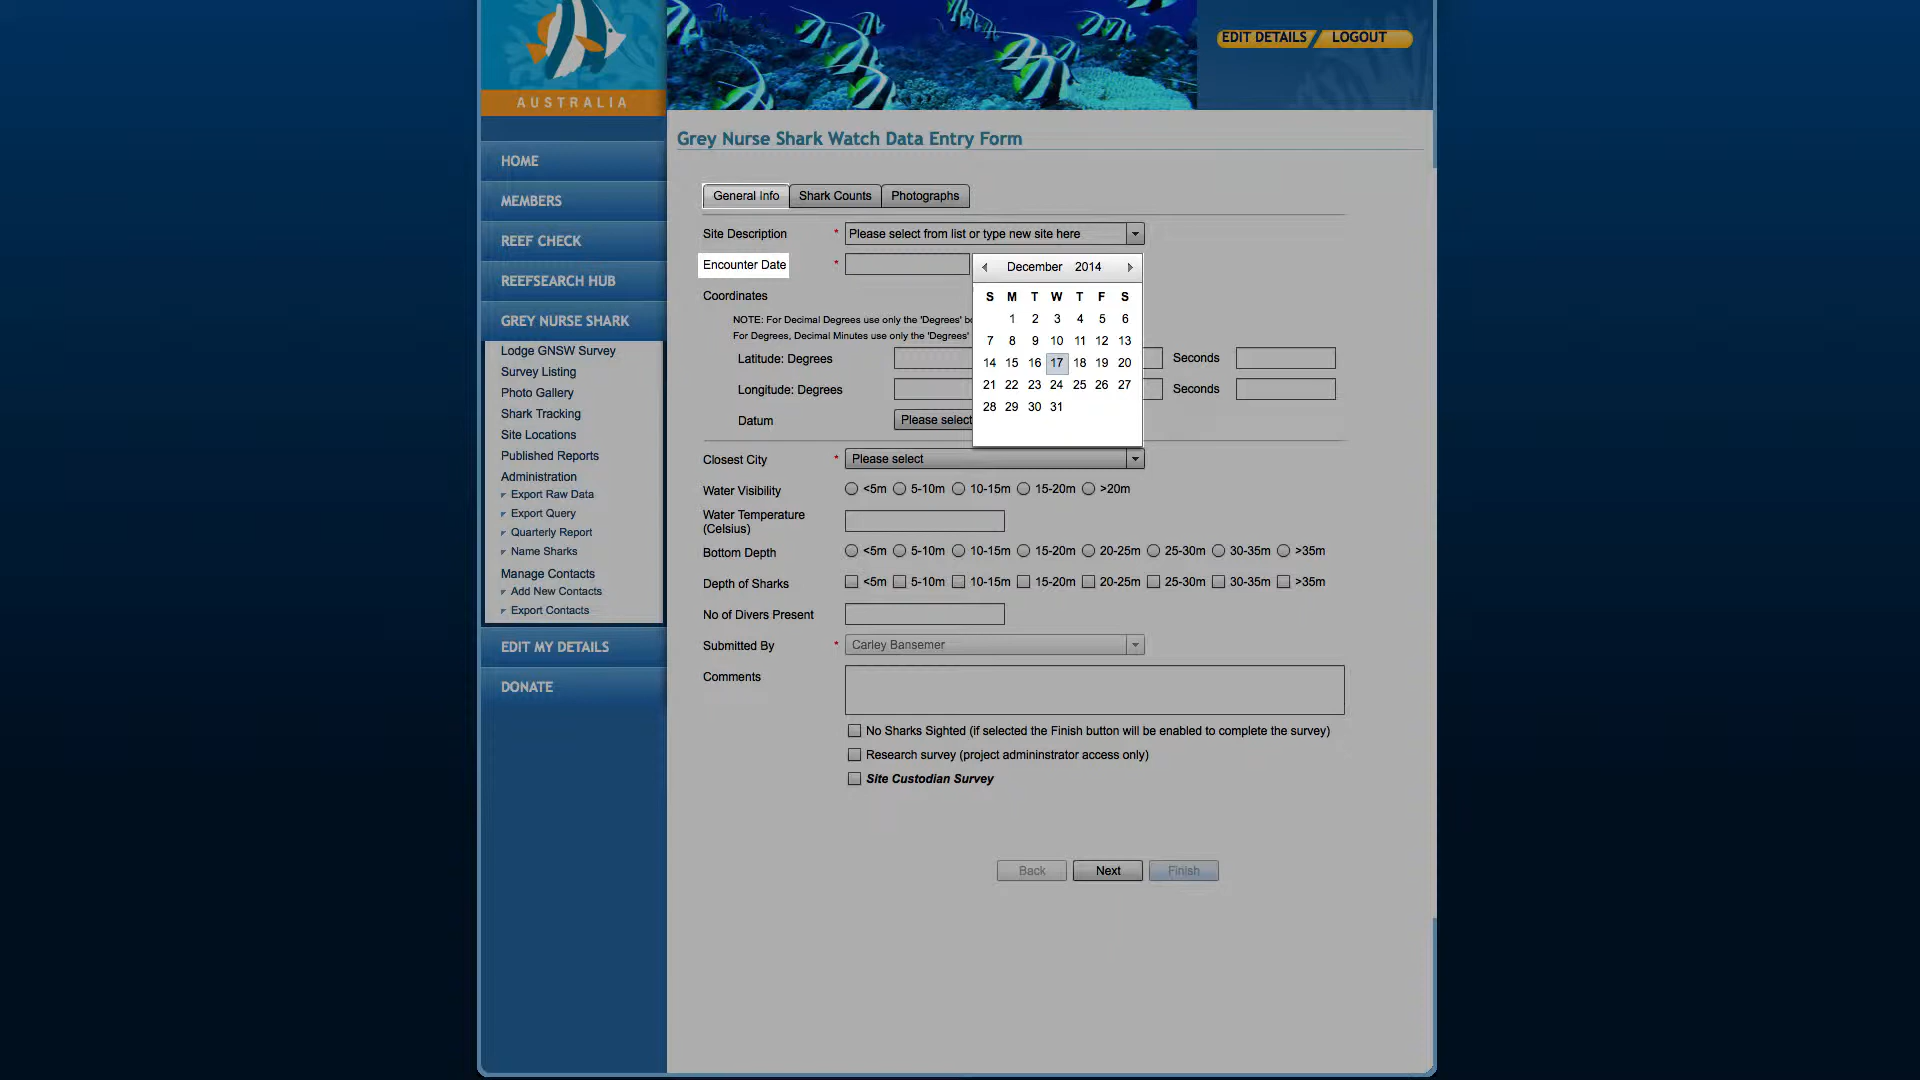 AUSTRALIA
EDIT DETAILS LOGOUT
HOME
MEMBERS
REEF CHECK
REEFSEARCH HUB
GREY NURSE SHARK
Lodge GNSW Survey
Survey Listing
Photo Gallery
Shark Tracking
Site Locations
Published Reports
Administration
Export Raw Data
Export Query
Quarterly Report
Name Sharks
Manage Contacts
Add New Contacts
Export Contacts
EDIT MY DETAILS
DONATE
Grey Nurse Shark Watch Data Entry Form
General Info Shark Counts Photographs
Site Description * Please select from list or type new site here
Encounter Date *
December 2014
S M T W T F S
1 2 3 4 5 6
7 8 9 10 11 12 13
14 15 16 17 18 19 20
21 22 23 24 25 26 27
28 29 30 31
Coordinates
NOTE: For Decimal Degrees use only the 'Degrees'
For Degrees, Decimal Minutes use only the 'Degrees'
Latitude: Degrees Seconds
Longitude: Degrees Seconds
Datum Please select
Closest City * Please select
Water Visibility <5m 5-10m 10-15m 15-20m >20m
Water Temperature
(Celsius)
Bottom Depth <5m 5-10m 10-15m 15-20m 20-25m 25-30m 30-35m >35m
Depth of Sharks <5m 5-10m 10-15m 15-20m 20-25m 25-30m 30-35m >35m
No of Divers Present
Submitted By * Carley Bansemer
Comments
No Sharks Sighted (if selected the Finish button will be enabled to complete the survey)
Research survey (project admininstrator access only)
Site Custodian Survey
Back Next Finish